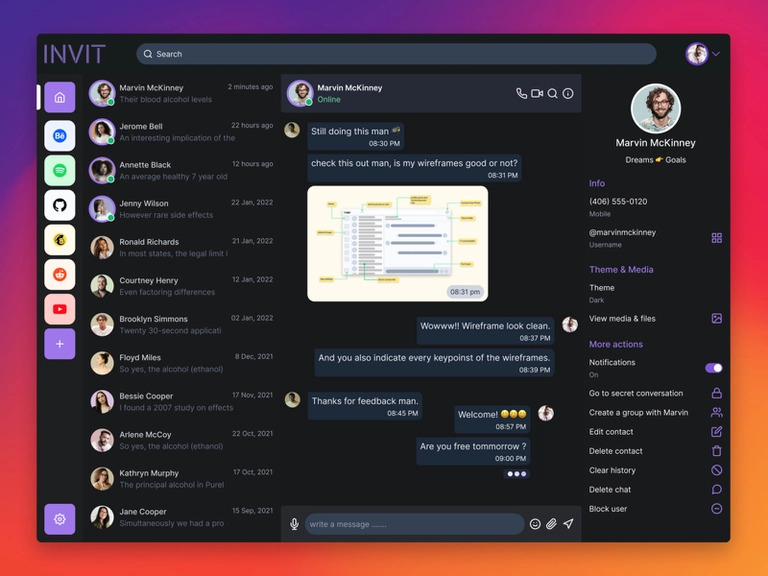 INVIT
Search
Marvin McKinney
2 minutes ago
Their blood alcohol levels
Jerome Bell
22 hours ago
An interesting implication of the
Annette Black
12 hours ago
An average healthy 7 year old
Jenny Wilson
22 Jan, 2022
However rare side effects
Ronald Richards
21 Jan, 2022
In most states, the legal limit i
Courtney Henry
12 Jan, 2022
Even factoring differences
Brooklyn Simmons
02 Jan, 2022
Twenty 30-second applicati
Floyd Miles
8 Dec, 2021
So yes, the alcohol (ethanol)
Bessie Cooper
17 Nov, 2021
I found a 2007 study on effects
Arlene McCoy
22 Oct, 2021
So yes, the alcohol (ethanol)
Kathryn Murphy
17 Oct, 2021
The principal alcohol in Purel
Jane Cooper
15 Sep, 2021
Simultaneously we had a pro
Marvin McKinney
Online
Still doing this man
08:30 PM
check this out man, is my wireframes good or not?
08:31 PM
08:31 pm
Wowww!! Wireframe look clean.
08:37 PM
And you also indicate every keypoinst of the wireframes.
08:39 PM
Thanks for feedback man.
08:45 PM
Welcome! 😄😄😄
08:57 PM
Are you free tommorrow ?
09:00 PM
write a message .......
Marvin McKinney
Dreams 👉 Goals
Info
(406) 555-0120
Mobile
@marvinmckinney
Username
Theme & Media
Theme
Dark
View media & files
More actions
Notifications
On
Go to secret conversation
Create a group with Marvin
Edit contact
Delete contact
Clear history
Delete chat
Block user